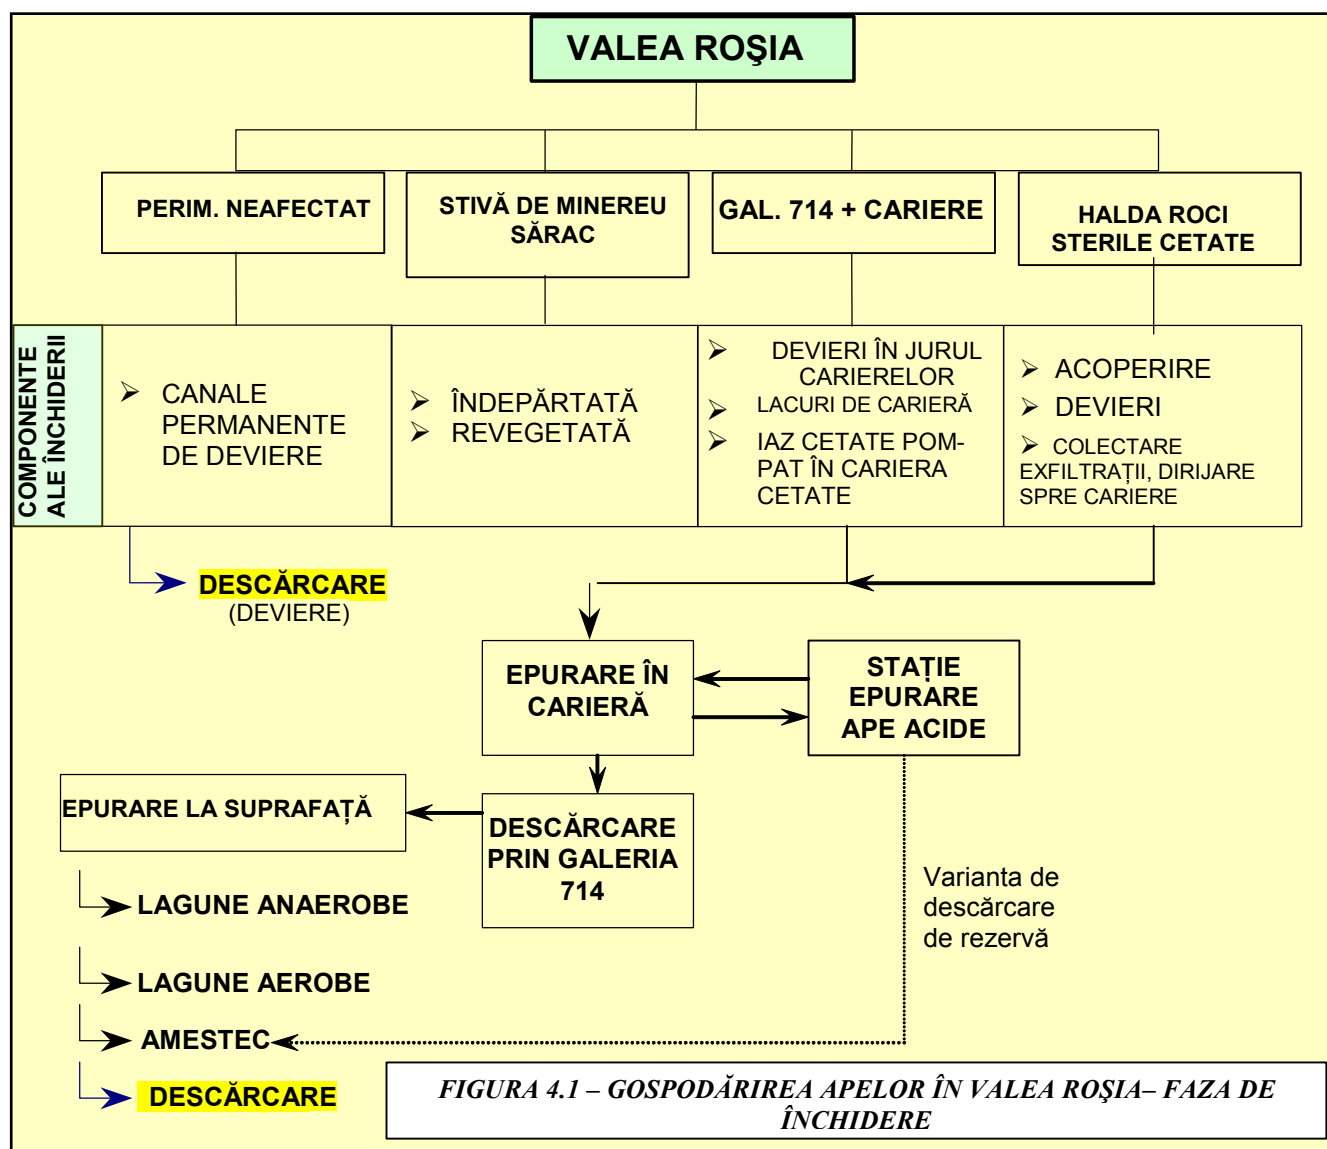 VALEA ROŞIA
PERIM. NEAFECTAT
STIVĂ DE MINEREU
SĂRAC
GAL. 714 + CARIERE
HALDA ROCI
STERILE CETATE
COMPONENTE
ALE ÎNCHIDERII
➢ CANALE
PERMANENTE
DE DEVIERE
➢ ÎNDEPĂRTATĂ
➢ REVEGETATĂ
➢ DEVIERI ÎN JURUL
CARIERELOR
➢ LACURI DE CARIERĂ
➢ IAZ CETATE POM-
PAT ÎN CARIERA
CETATE
➢ ACOPERIRE
➢ DEVIERI
➢ COLECTARE
EXFILTRAȚII, DIRIJARE
SPRE CARIERE
DESCĂRCARE
(DEVIERE)
EPURARE ÎN
CARIERĂ
STAȚIE
EPURARE
APE ACIDE
EPURARE LA SUPRAFAȚĂ
DESCĂRCARE
PRIN GALERIA
714
LAGUNE ANAEROBE
LAGUNE AEROBE
AMESTEC
DESCĂRCARE
Varianta de
descărcare
de rezervă
FIGURA 4.1 – GOSPODĂRIREA APELOR ÎN VALEA ROŞIA– FAZA DE
ÎNCHIDERE